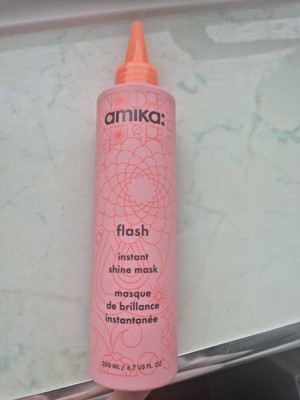 amika:
flash
instant
shine mask
masque
de brillance
instantanée
200 ML / 6.7 US FL. OZ